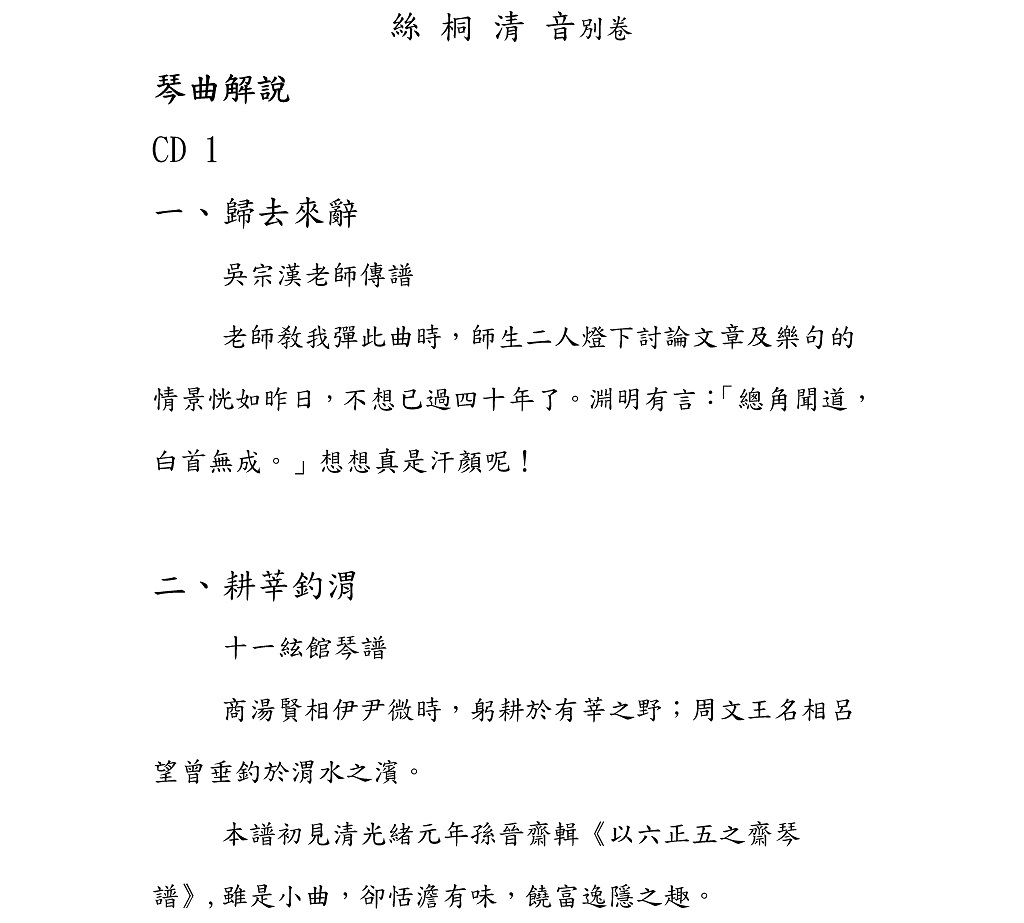 絲 桐 清 音別卷
琴曲解說
CD 1
一、歸去來辭
吳宗漢老師傳譜
老師教我彈此曲時，師生二人燈下討論文章及樂句的
情景恍如昨日，不想已過四十年了。淵明有言：「總角聞道，
白首無成。」想想真是汗顏呢！
二、耕莘釣渭
十一絃館琴譜
商湯賢相伊尹微時，躬耕於有莘之野；周文王名相呂
望曾垂釣於渭水之濱。
本譜初見清光緒元年孫晉齋輯《以六正五之齋琴
譜》,雖是小曲，卻恬澹有味，饒富逸隱之趣。